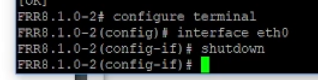 [OK]
FRR8.1.0-2# configure terminal
FRR8.1.0-2(config)# interface eth0
FRR8.1.0-2(config-if)# shutdown
FRR8.1.0-2(config-if)#